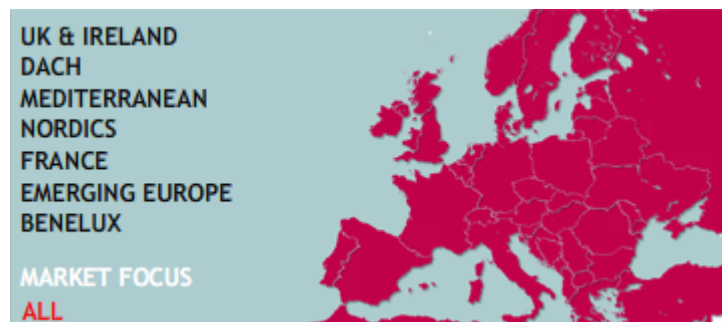 UK & IRELAND
DACH
MEDITERRANEAN
NORDICS
FRANCE
EMERGING EUROPE
BENELUX
MARKET FOCUS
ALL